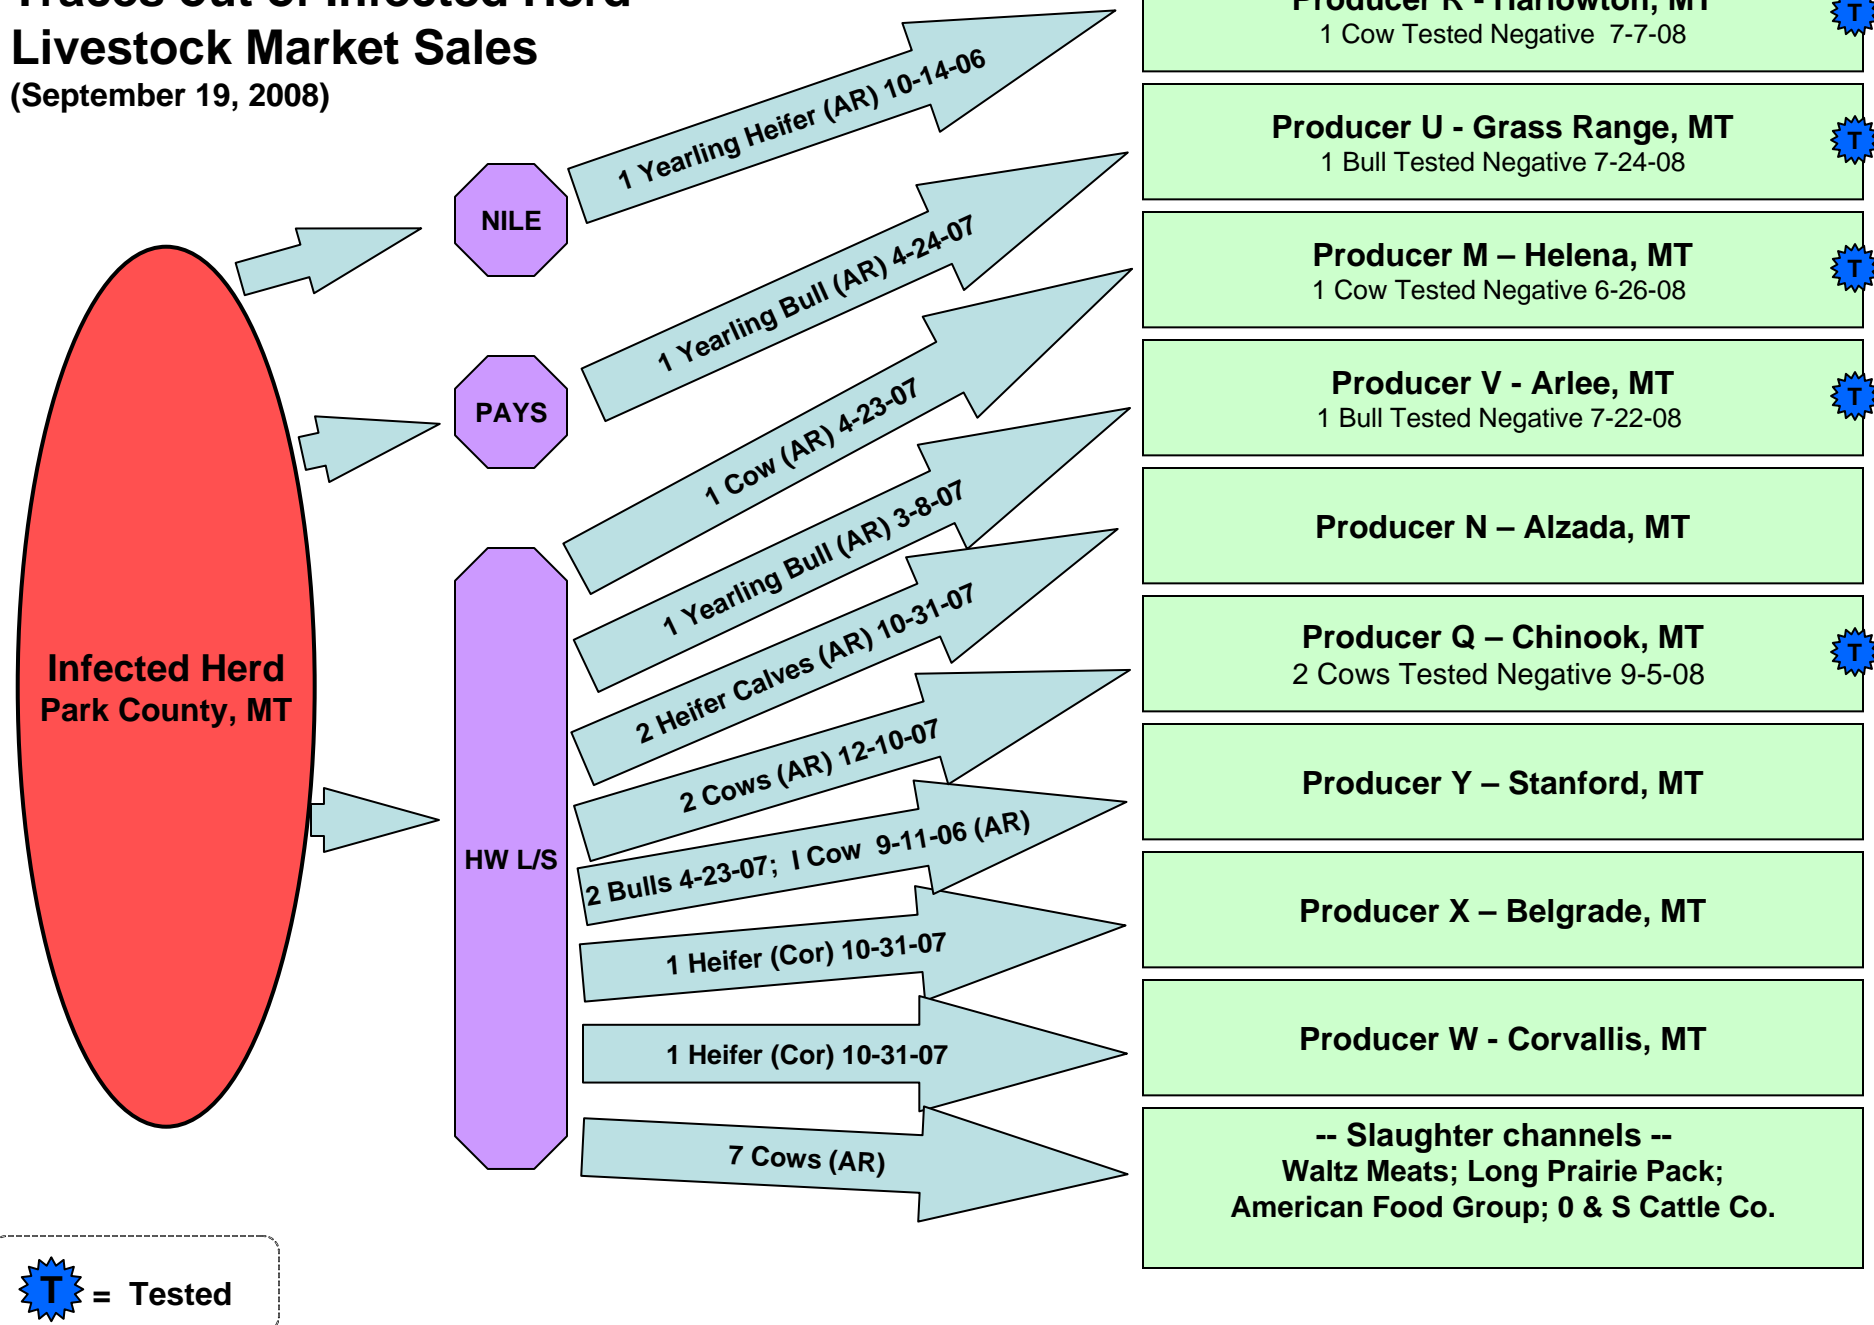 Traces out of Infected Herd
Livestock Market Sales
(September 19, 2008)
Infected Herd
Park County, MT
NILE
PAYS
HW L/S
1 Yearling Heifer (AR) 10-14-06
1 Yearling Bull (AR) 4-24-07
1 Cow (AR) 4-23-07
1 Yearling Bull (AR) 3-8-07
2 Heifer Calves (AR) 10-31-07
2 Cows (AR) 12-10-07
2 Bulls 4-23-07; I Cow 9-11-06 (AR)
1 Heifer (Cor) 10-31-07
1 Heifer (Cor) 10-31-07
7 Cows (AR)
Producer R - Harlowton, MT
1 Cow Tested Negative 7-7-08
T
Producer U - Grass Range, MT
1 Bull Tested Negative 7-24-08
T
Producer M – Helena, MT
1 Cow Tested Negative 6-26-08
T
Producer V - Arlee, MT
1 Bull Tested Negative 7-22-08
T
Producer N – Alzada, MT
Producer Q – Chinook, MT
2 Cows Tested Negative 9-5-08
T
Producer Y – Stanford, MT
Producer X – Belgrade, MT
Producer W - Corvallis, MT
-- Slaughter channels --
Waltz Meats; Long Prairie Pack;
American Food Group; 0 & S Cattle Co.
T = Tested